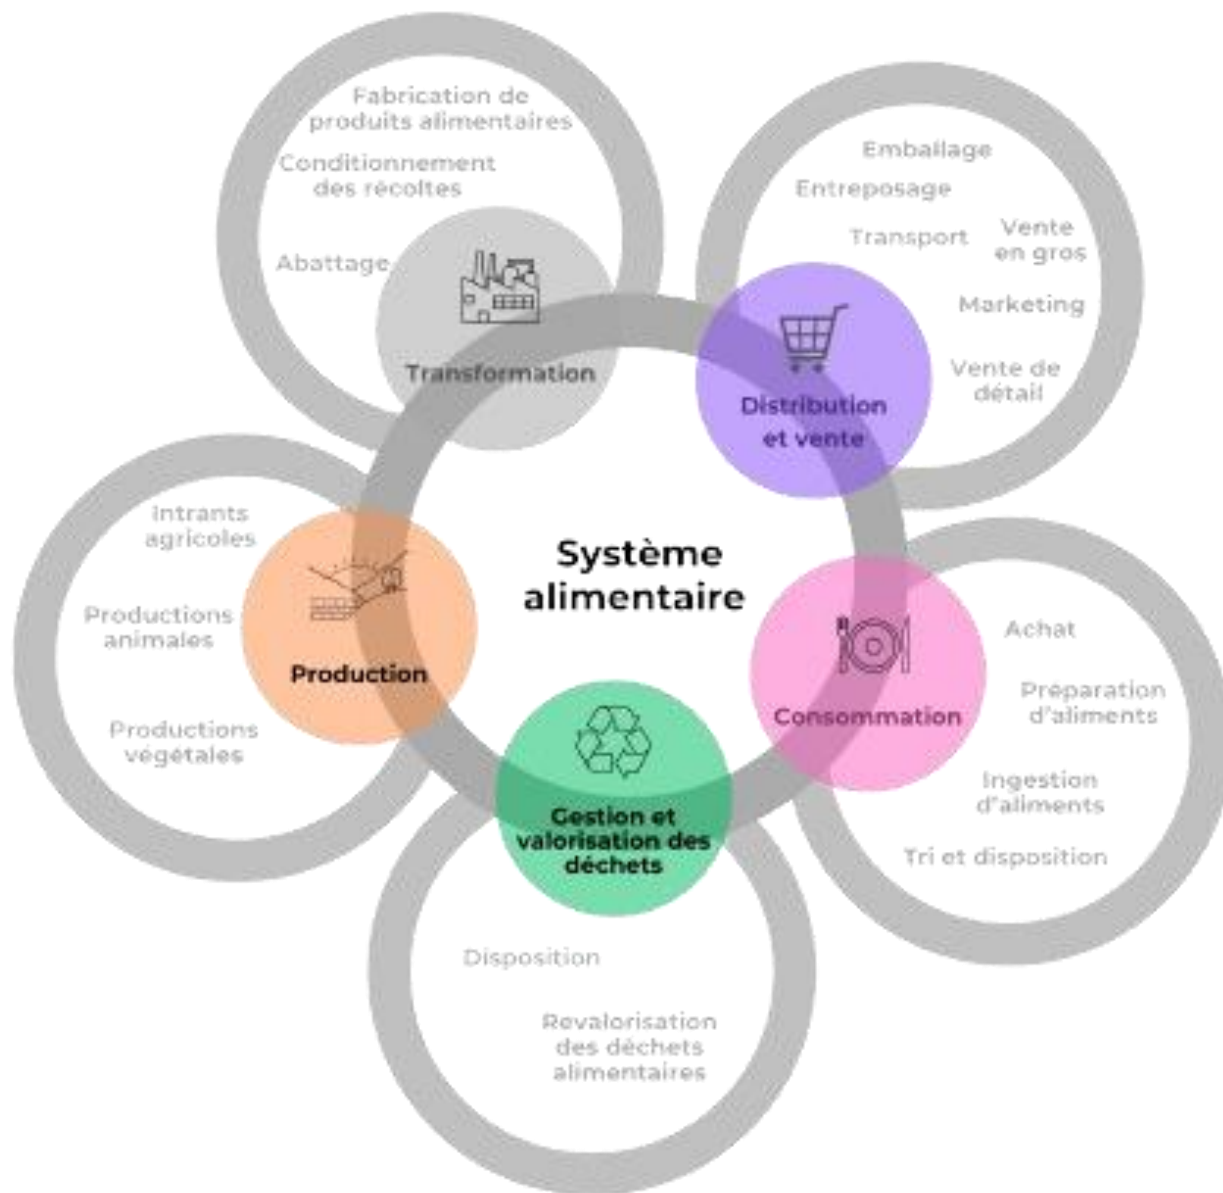 Fabrication de
produits alimentaires
Conditionnement
des récoltes
Abattage
Transformation
Emballage
Entreposage
Transport
Vente
en gros
Marketing
Vente de
détail
Distribution
et vente
Système
alimentaire
Intrants
agricoles
Productions
animales
Productions
végétales
Production
Consommation
Achat
Préparation
d'aliments
Ingestion
d'aliments
Tri et disposition
Gestion et
valorisation des
déchets
Disposition
Revalorisation
des déchets
alimentaires